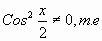 Cos² x/2 ≠ 0, т.е